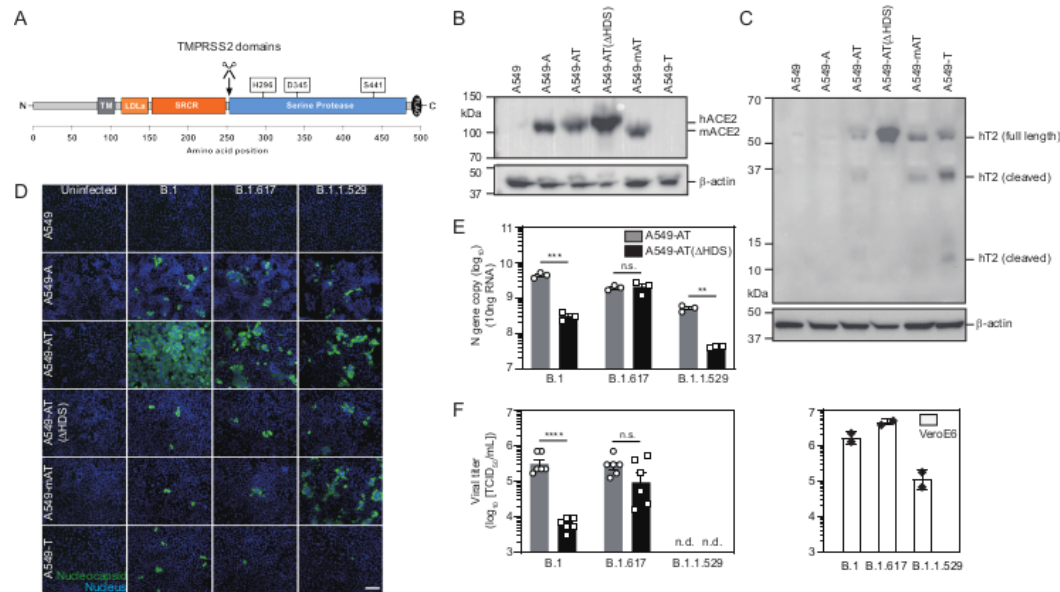 A
TMPRSS2 domains
H296 D345 S441
N TM LDLa SRCR Serine Protease C
0 50 100 150 200 250 300 350 400 450 500
Amino acid position
B
A549
A549-A
A549-AT
A549-AT(ΔHDS)
A549-mAT
A549-T
150
kDa
100
70
hACE2
mACE2
50
37
β-actin
C
A549
A549-A
A549-AT
A549-AT(ΔHDS)
A549-mAT
A549-T
70
50
37
15
10
kDa
hT2 (full length)
hT2 (cleaved)
hT2 (cleaved)
50
37
β-actin
D
Uninfected B.1 B.1.617 B.1.1.529
A549
A549-A
A549-AT
A549-AT
(ΔHDS)
A549-mAT
A549-T
Nucleocapsid
Nucleus
E
A549-AT
A549-AT(ΔHDS)
N gene copy (log10)
(10ng RNA)
10
9
8
7
*** n.s. **
B.1 B.1.617 B.1.1.529
F
Viral titer
(log10 [TCID50/mL])
7
6
5
4
3
**** n.s.
n.d. n.d.
B.1 B.1.617 B.1.1.529
7
6
5
4
3
VeroE6
B.1 B.1.617 B.1.1.529